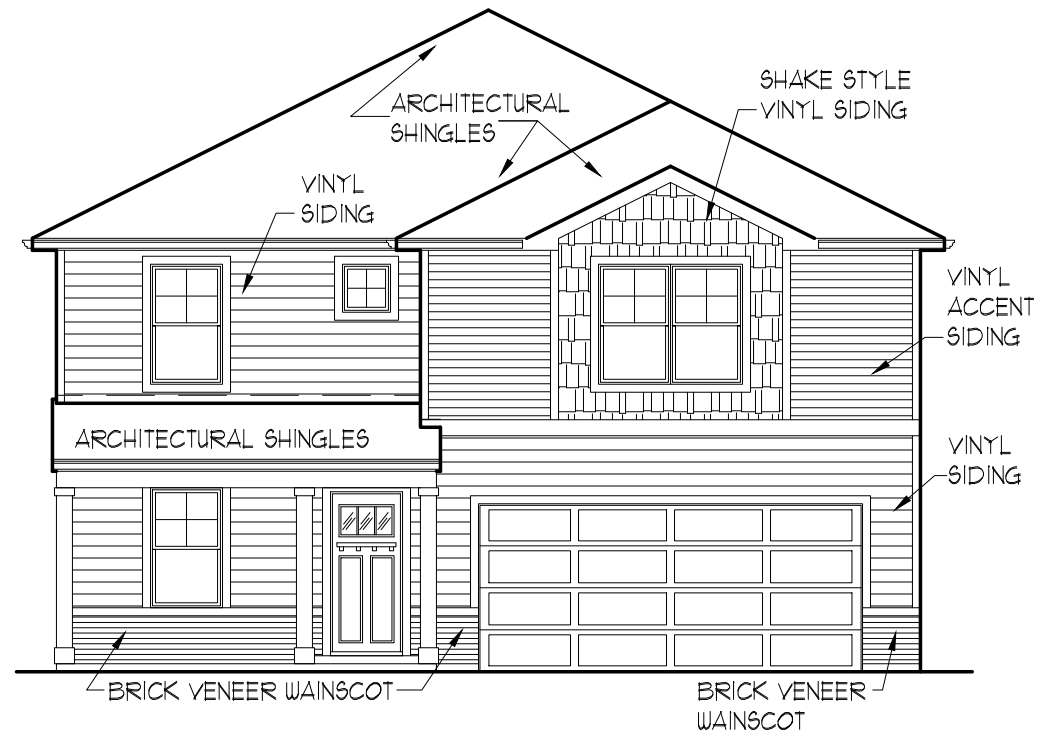 SHAKE STYLE
VINYL SIDING
ARCHITECTURAL
SHINGLES
VINYL
SIDING
VINYL
ACCENT
SIDING
ARCHITECTURAL SHINGLES
VINYL
SIDING
BRICK VENEER WAINSCOT
BRICK VENEER
WAINSCOT